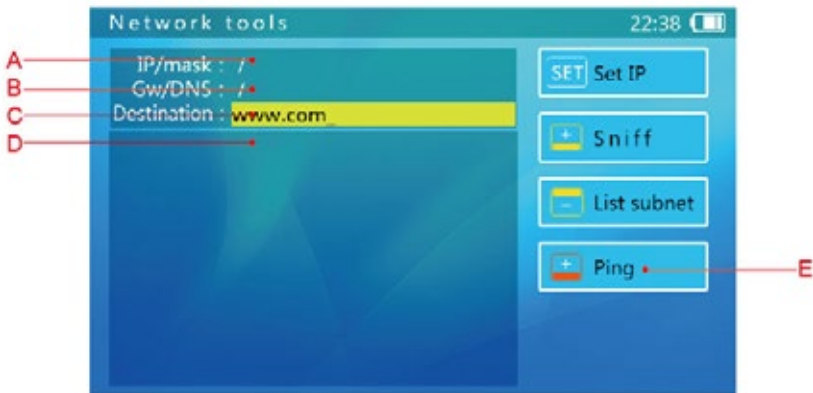 Network tools 22:38
A IP/mask : /
B Gw/DNS : /
C Destination : www.com_
D
SET Set IP
+ Sniff
- List subnet
+ Ping E